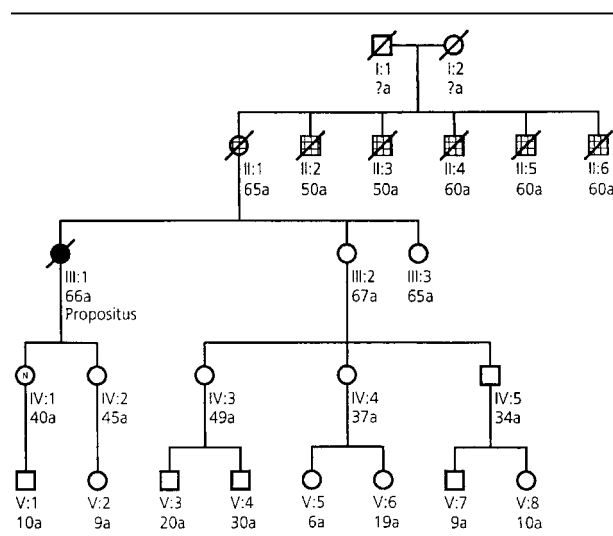 I:1 I:2
?a ?a
II:1 II:2 II:3 II:4 II:5 II:6
65a 50a 50a 60a 60a 60a
III:1 III:2 III:3
66a 67a 65a
Propositus
N
IV:1 IV:2 IV:3 IV:4 IV:5
40a 45a 49a 37a 34a
V:1 V:2 V:3 V:4 V:5 V:6 V:7 V:8
10a 9a 20a 30a 6a 19a 9a 10a